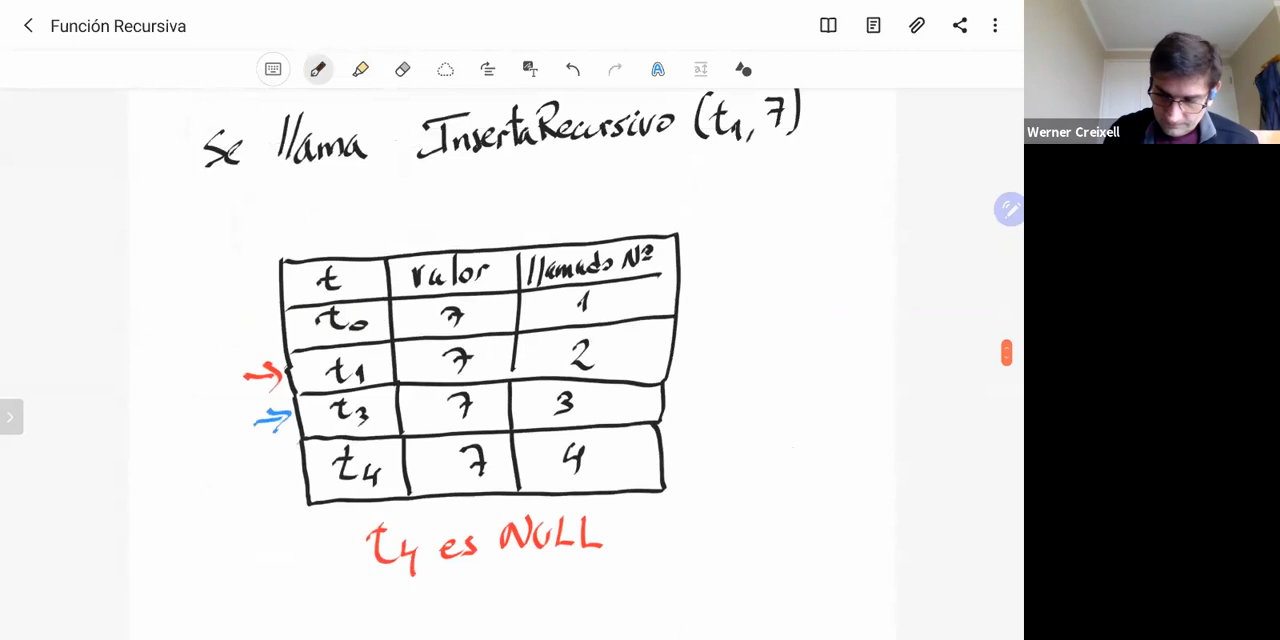 Función Recursiva
Werner Creixell
Se llama InsertaRecursivo (t1, 7)
t valor llamado Nº
t0 7 1
t1 7 2
t3 7 3
t4 7 4
t4 es NULL